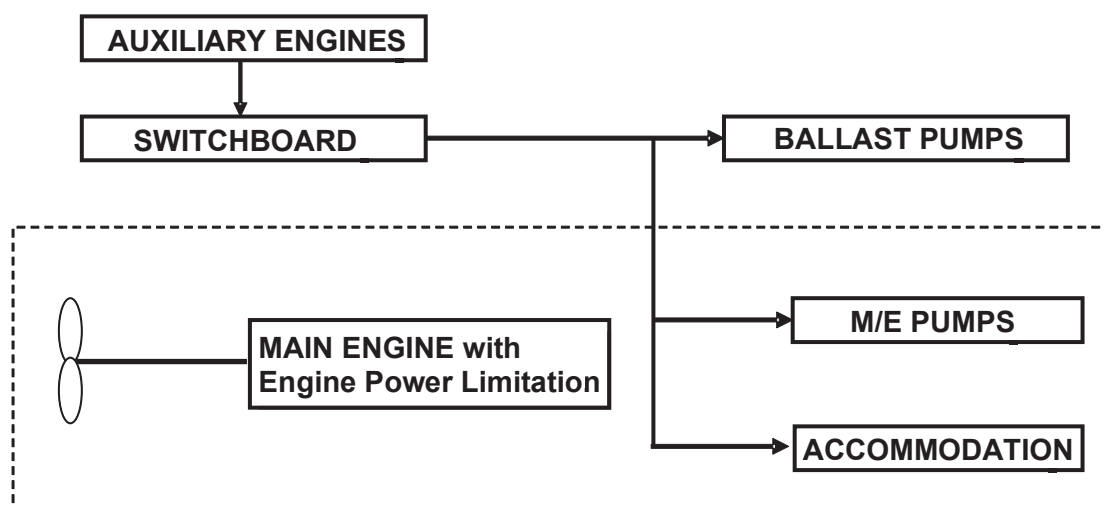 AUXILIARY ENGINES
SWITCHBOARD
BALLAST PUMPS
M/E PUMPS
MAIN ENGINE with
Engine Power Limitation
ACCOMMODATION